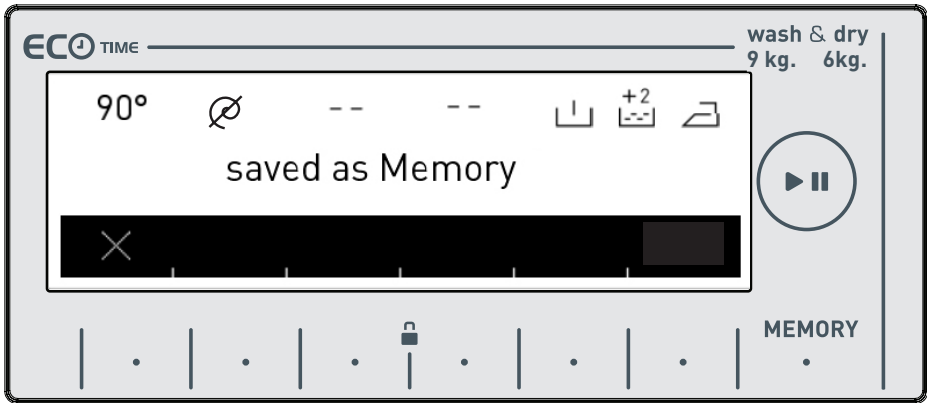 ECO TIME
wash & dry
9 kg. 6kg.
90°
-- --
+2
saved as Memory
MEMORY